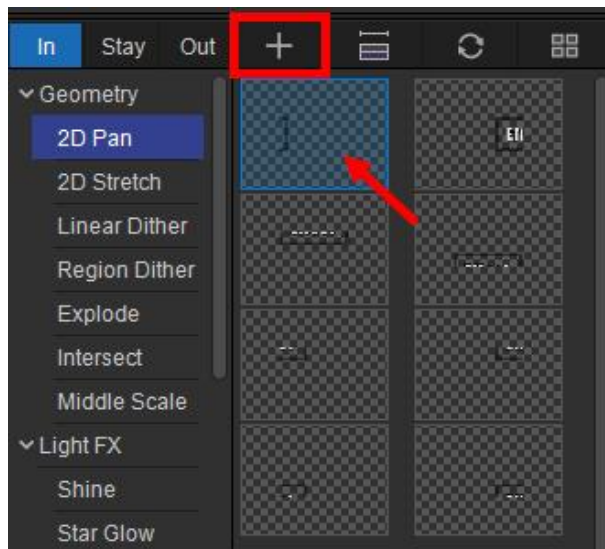 In Stay Out
Geometry
2D Pan
2D Stretch
Linear Dither
Region Dither
Explode
Intersect
Middle Scale
Light FX
Shine
Star Glow